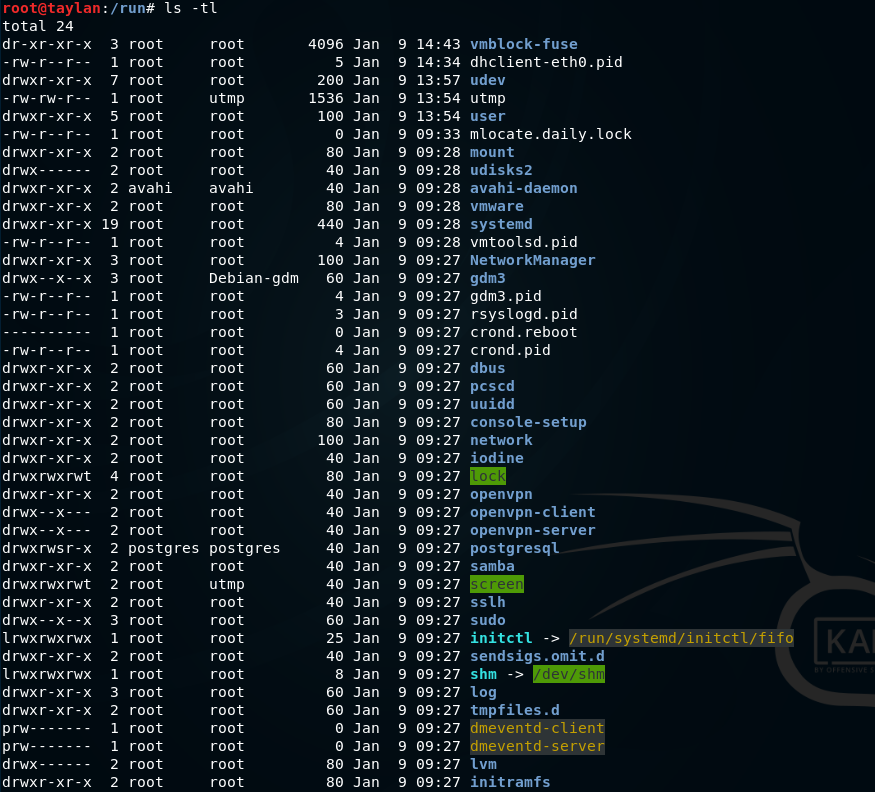 root@taylan:/run# ls -tl
total 24
dr-xr-xr-x  3 root     root       4096 Jan  9 14:43 vmblock-fuse
-rw-r--r--  1 root     root          5 Jan  9 14:34 dhclient-eth0.pid
drwxr-xr-x  7 root     root        200 Jan  9 13:57 udev
-rw-rw-r--  1 root     utmp       1536 Jan  9 13:54 utmp
drwxr-xr-x  5 root     root        100 Jan  9 13:54 user
-rw-r--r--  1 root     root          0 Jan  9 09:33 mlocate.daily.lock
drwxr-xr-x  2 root     root         80 Jan  9 09:28 mount
drwx------  2 root     root         40 Jan  9 09:28 udisks2
drwxr-xr-x  2 avahi    avahi        40 Jan  9 09:28 avahi-daemon
drwxr-xr-x  2 root     root         80 Jan  9 09:28 vmware
drwxr-xr-x 19 root     root        440 Jan  9 09:28 systemd
-rw-r--r--  1 root     root          4 Jan  9 09:28 vmtoolsd.pid
drwxr-xr-x  3 root     root        100 Jan  9 09:27 NetworkManager
drwx--x--x  3 root     Debian-gdm   60 Jan  9 09:27 gdm3
-rw-r--r--  1 root     root          4 Jan  9 09:27 gdm3.pid
-rw-r--r--  1 root     root          3 Jan  9 09:27 rsyslogd.pid
----------  1 root     root          0 Jan  9 09:27 crond.reboot
-rw-r--r--  1 root     root          4 Jan  9 09:27 crond.pid
drwxr-xr-x  2 root     root         60 Jan  9 09:27 dbus
drwxr-xr-x  2 root     root         60 Jan  9 09:27 pcscd
drwxr-xr-x  2 root     root         60 Jan  9 09:27 uuidd
drwxr-xr-x  2 root     root         80 Jan  9 09:27 console-setup
drwxr-xr-x  2 root     root        100 Jan  9 09:27 network
drwxr-xr-x  2 root     root         40 Jan  9 09:27 iodine
drwxrwxrwt  4 root     root         80 Jan  9 09:27 lock
drwxr-xr-x  2 root     root         40 Jan  9 09:27 openvpn
drwx--x---  2 root     root         40 Jan  9 09:27 openvpn-client
drwx--x---  2 root     root         40 Jan  9 09:27 openvpn-server
drwxrwsr-x  2 postgres postgres     40 Jan  9 09:27 postgresql
drwxr-xr-x  2 root     root         40 Jan  9 09:27 samba
drwxrwxrwt  2 root     utmp         40 Jan  9 09:27 screen
drwxr-xr-x  2 root     root         40 Jan  9 09:27 sslh
drwx--x--x  3 root     root         60 Jan  9 09:27 sudo
lrwxrwxrwx  1 root     root         25 Jan  9 09:27 initctl -> /run/systemd/initctl/fifo
drwxr-xr-x  2 root     root         40 Jan  9 09:27 sendsigs.omit.d
lrwxrwxrwx  1 root     root          8 Jan  9 09:27 shm -> /dev/shm
drwxr-xr-x  3 root     root         60 Jan  9 09:27 log
drwxr-xr-x  2 root     root         60 Jan  9 09:27 tmpfiles.d
prw-------  1 root     root          0 Jan  9 09:27 dmeventd-client
prw-------  1 root     root          0 Jan  9 09:27 dmeventd-server
drwx------  2 root     root         80 Jan  9 09:27 lvm
drwxr-xr-x  2 root     root         80 Jan  9 09:27 initramfs
KA
BY OFFENSIVE